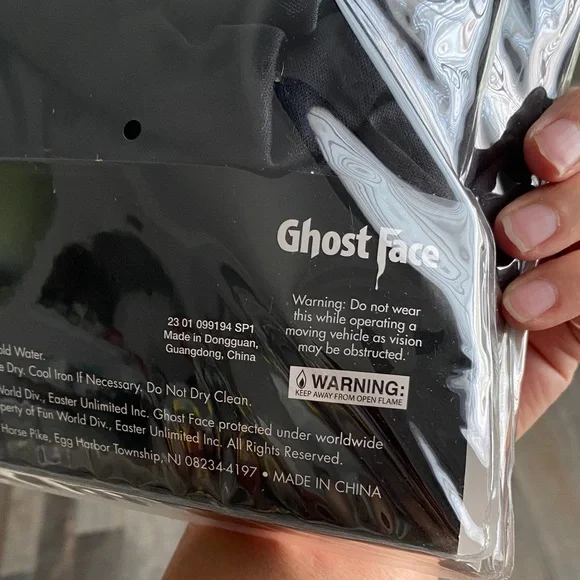 Ghost Face
Warning: Do not wear
this while operating a
moving vehicle as vision
may be obstructed.
23 01 099194 SP1
Made in Dongguan,
Guangdong, China
WARNING:
KEEP AWAY FROM OPEN FLAME
Water.
Dry. Cool Iron If Necessary. Do Not Dry Clean.
World Div., Easter Unlimited Inc. Ghost Face protected under worldwide
of Fun World Div., Easter Unlimited Inc. All Rights Reserved.
Horse Pike, Egg Harbor Township, NJ 08234-4197 • MADE IN CHINA